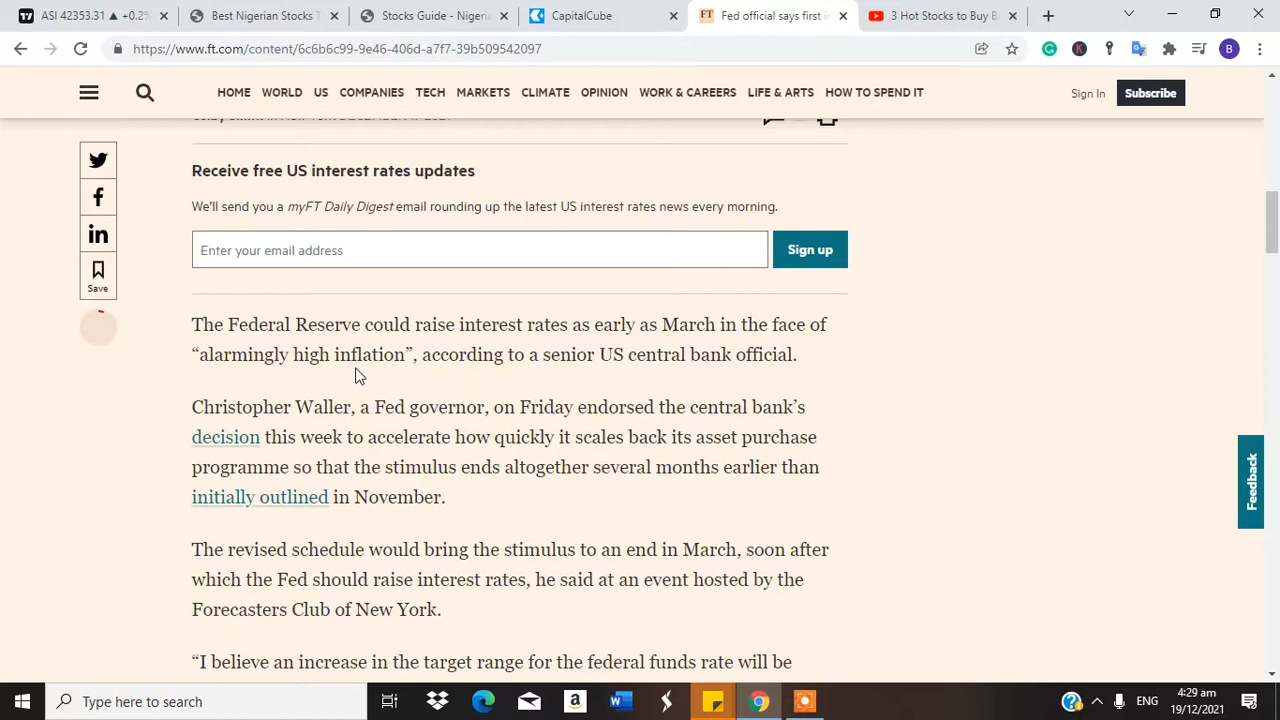 ASI 42353.31 ▲ +0.2%
Best Nigerian Stocks T
Stocks Guide - Nigeria
CapitalCube
FT Fed official says first i
3 Hot Stocks to Buy B
https://www.ft.com/content/6c6b6c99-9e46-406d-a7f7-39b509542097
B
HOME WORLD US COMPANIES TECH MARKETS CLIMATE OPINION WORK & CAREERS LIFE & ARTS HOW TO SPEND IT
Sign In Subscribe
Receive free US interest rates updates
We'll send you a myFT Daily Digest email rounding up the latest US interest rates news every morning.
Enter your email address Sign up
Save
The Federal Reserve could raise interest rates as early as March in the face of
“alarmingly high inflation”, according to a senior US central bank official.
Christopher Waller, a Fed governor, on Friday endorsed the central bank’s
decision this week to accelerate how quickly it scales back its asset purchase
programme so that the stimulus ends altogether several months earlier than
initially outlined in November.
Feedback
The revised schedule would bring the stimulus to an end in March, soon after
which the Fed should raise interest rates, he said at an event hosted by the
Forecasters Club of New York.
“I believe an increase in the target range for the federal funds rate will be
Type here to search
ENG
4:29 am
19/12/2021